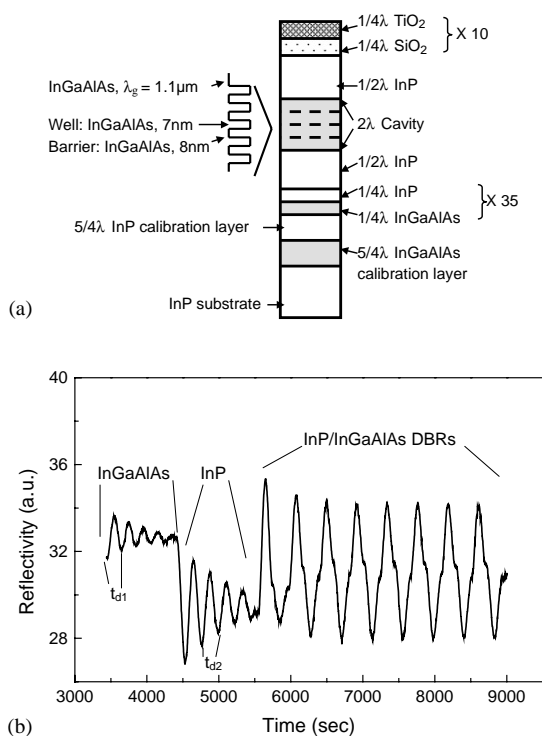 1/4λ TiO2
1/4λ SiO2
X 10
InGaAlAs, λg = 1.1μm
1/2λ InP
Well: InGaAlAs, 7nm
2λ Cavity
Barrier: InGaAlAs, 8nm
1/2λ InP
1/4λ InP
X 35
1/4λ InGaAlAs
5/4λ InP calibration layer
5/4λ InGaAlAs
calibration layer
InP substrate
(a)
40
InP/InGaAlAs DBRs
InGaAlAs
InP
36
Reflectivity (a.u.)
32
td1
28
td2
3000 4000 5000 6000 7000 8000 9000
Time (sec)
(b)